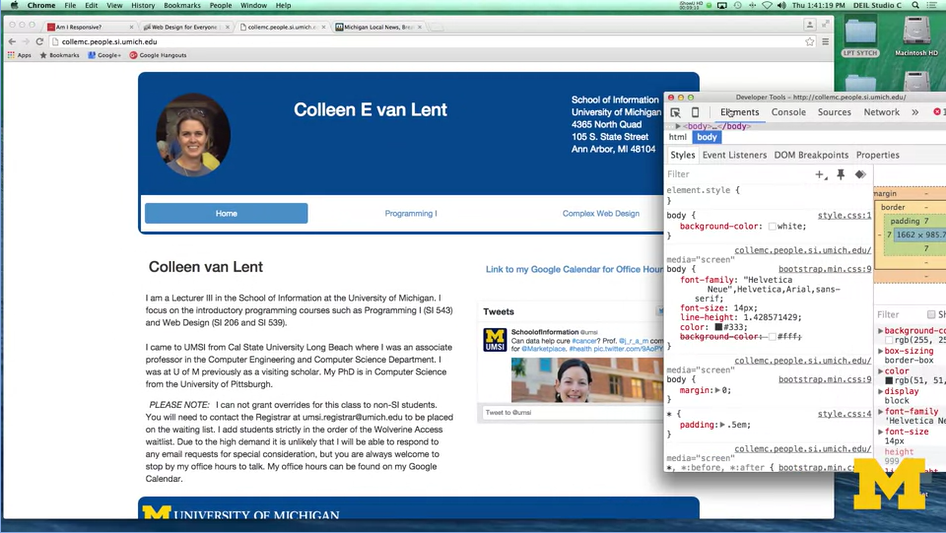 Chrome File Edit View History Bookmarks People Window Help
Thu 1:41:19 PM DEIL Studio C
Am I Responsive? Web Design for Everyone collemc.people.si.umich.edu Michigan Local News, Bre
collemc.people.si.umich.edu
Apps Bookmarks Google+ Google Hangouts
LPT SYTCH Macintosh HD
Colleen E van Lent
School of Information
University of Michigan
4365 North Quad
105 S. State Street
Ann Arbor, MI 48104
Home Programming I Complex Web Design
Colleen van Lent
I am a Lecturer III in the School of Information at the University of Michigan. I
focus on the introductory programming courses such as Programming I (SI 543)
and Web Design (SI 206 and SI 539).
I came to UMSI from Cal State University Long Beach where I was an associate
professor in the Computer Engineering and Computer Science Department. I
was at U of M previously as a visiting scholar. My PhD is in Computer Science
from the University of Pittsburgh.
PLEASE NOTE: I can not grant overrides for this class to non-SI students.
You will need to contact the Registrar at umsi.registrar@umich.edu to be placed
on the waiting list. I add students strictly in the order of the Wolverine Access
waitlist. Due to the high demand it is unlikely that I will be able to respond to
any email requests for special consideration, but you are always welcome to
stop by my office hours to talk. My office hours can be found on my Google
Calendar.
Link to my Google Calendar for Office Hour
Tweets
SchoolofInformation @umsi
Can data help cure #cancer? Prof. @j_r_a_m
@Marketplace, #health pic.twitter.com/9AoPY
Tweet to @umsi
UNIVERSITY OF MICHIGAN
Developer Tools – http://collemc.people.si.umich.edu/
Elements Console Sources Network » 1
<body>…</body>
html body
Styles Event Listeners DOM Breakpoints Properties
Filter
element.style {
}
body { style.css:1
background-color: white;
}
collemc.people.si.umich.edu/
media="screen"
body { bootstrap.min.css:9
font-family: "Helvetica
Neue",Helvetica,Arial,sans-
serif;
font-size: 14px;
line-height: 1.428571429;
color: #333;
background-color: #fff;
}
collemc.people.si.umich.edu/
media="screen"
body { bootstrap.min.css:9
margin: 0;
}
* { style.css:4
padding: .5em;
}
collemc.people.si.umich.edu/
media="screen"
*, *:before, *:after { bootstrap.min.cs
margin -
border -
padding 7
- 7 1662 × 985.7
7
-
-
Filter Sh
background-co
rgb(255
box-sizing
border-box
color
rgb(51, 51,
display
block
font-family
'Helvetica N
font-size
14px
height
999
M